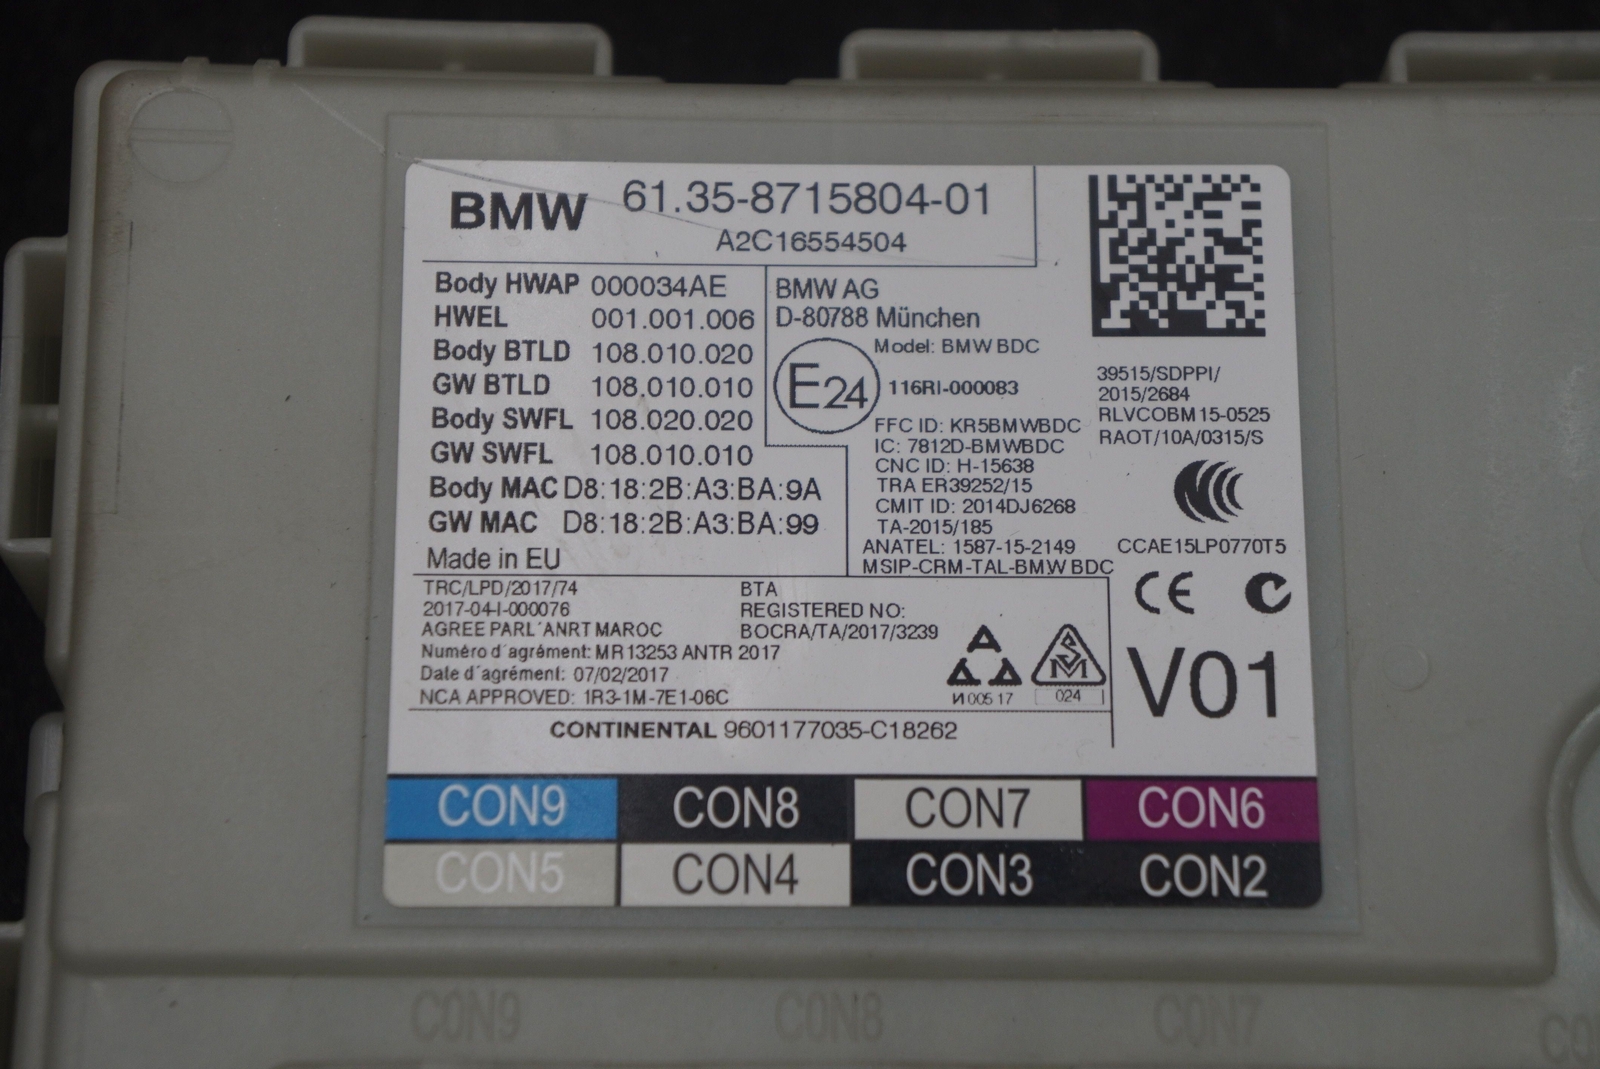 BMW 61.35-8715804-01
A2C16554504
Body HWAP 000034AE
HWEL 001.001.006
Body BTLD 108.010.020
GW BTLD 108.010.010
Body SWFL 108.020.020
GW SWFL 108.010.010
Body MAC D8:18:2B:A3:BA:9A
GW MAC D8:18:2B:A3:BA:99
Made in EU
BMW AG
D-80788 München
Model: BMW BDC
E24 116RI-000083
FFC ID: KR5BMWBDC
IC: 7812D-BMWBDC
CNC ID: H-15638
TRA ER39252/15
CMIT ID: 2014DJ6268
TA-2015/185
ANATEL: 1587-15-2149
MSIP-CRM-TAL-BMW BDC
39515/SDPPI/
2015/2684
RLVCOBM15-0525
RAOT/10A/0315/S
CCAE15LP0770T5
CE
V01
TRC/LPD/2017/74
2017-04-I-000076
AGREE PARL´ANRT MAROC
Numéro d´agrément: MR 13253 ANTR 2017
Date d´agrément: 07/02/2017
NCA APPROVED: 1R3-1M-7E1-06C
BTA
REGISTERED NO:
BOCRA/TA/2017/3239
И 005 17
SVM
024
CONTINENTAL 9601177035-C18262
CON9 CON8 CON7 CON6
CON5 CON4 CON3 CON2
CON9 CON8 CON7